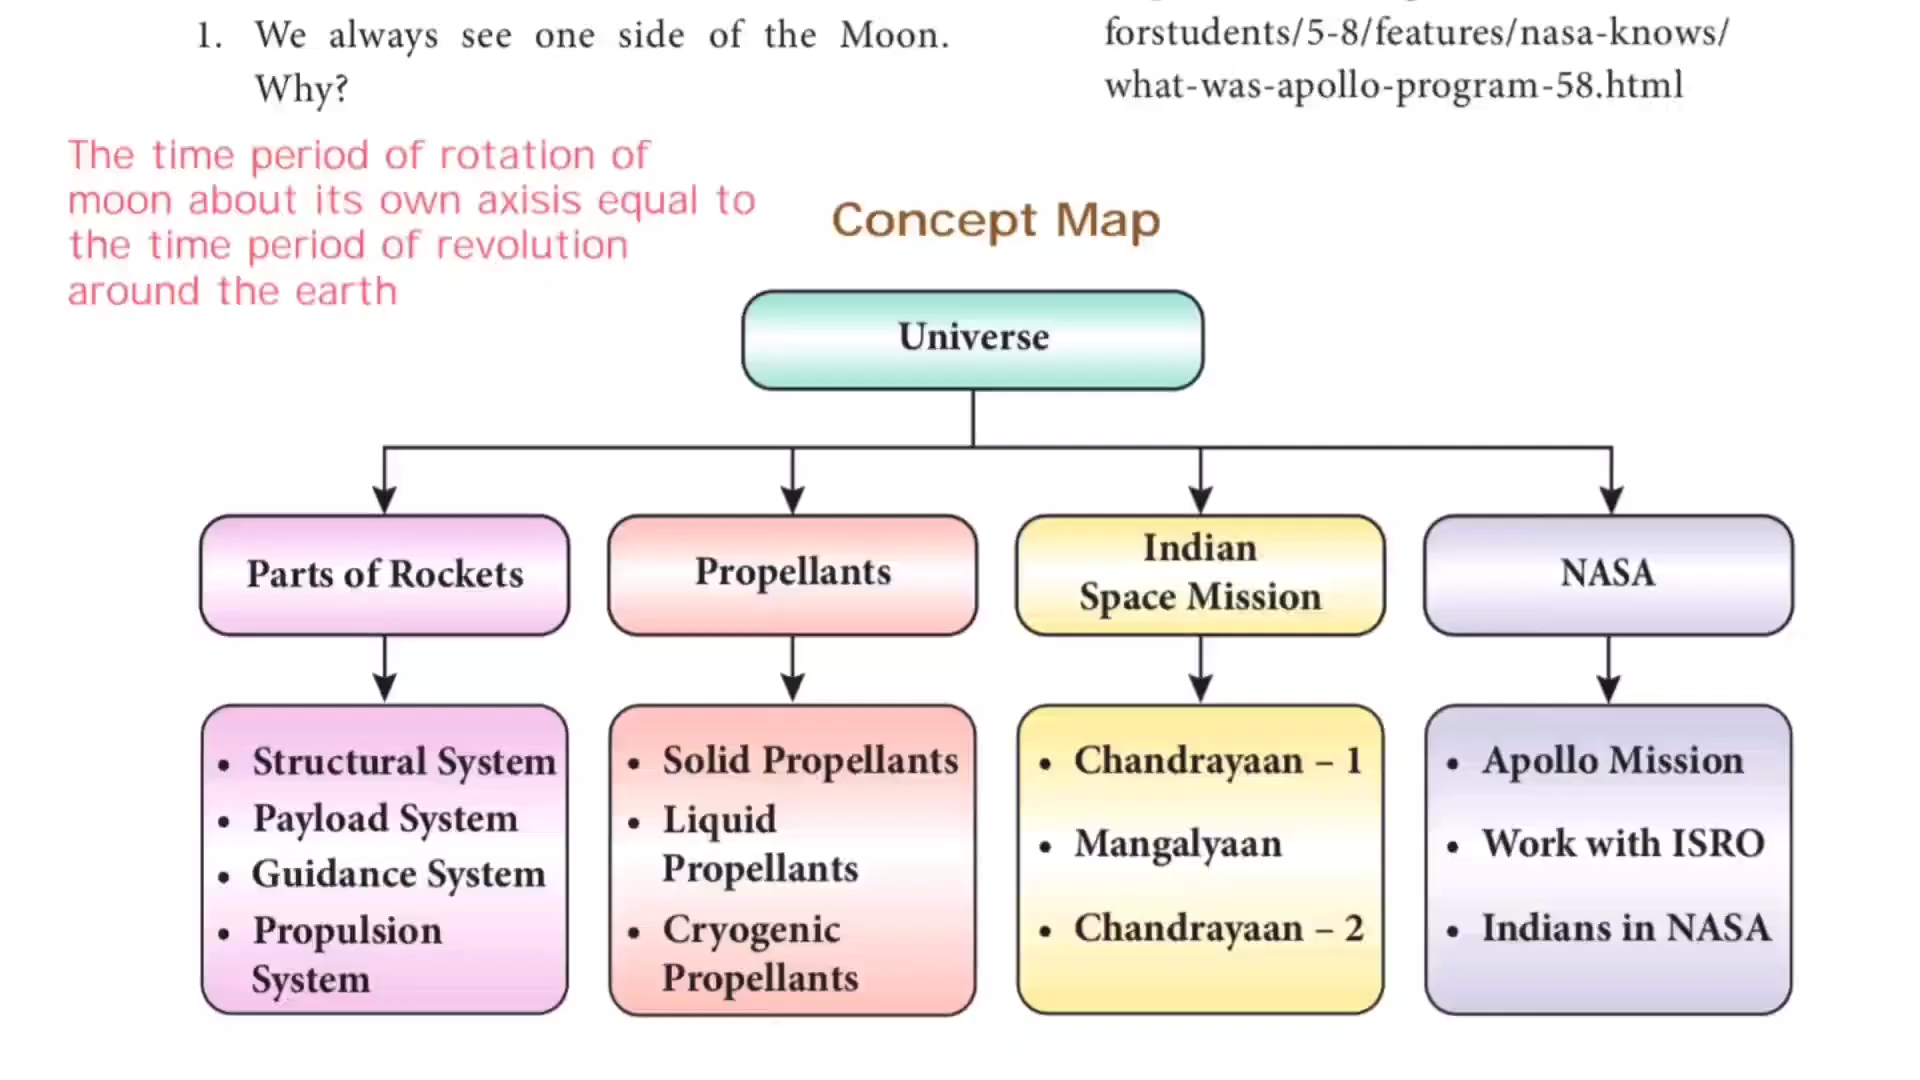 1. We always see one side of the Moon.
Why?
forstudents/5-8/features/nasa-knows/
what-was-apollo-program-58.html
The time period of rotation of
moon about its own axisis equal to
the time period of revolution
around the earth
Concept Map
Universe
Parts of Rockets
Propellants
Indian
Space Mission
NASA
• Structural System
• Payload System
• Guidance System
• Propulsion
System
• Solid Propellants
• Liquid
Propellants
• Cryogenic
Propellants
• Chandrayaan – 1
• Mangalyaan
• Chandrayaan – 2
• Apollo Mission
• Work with ISRO
• Indians in NASA